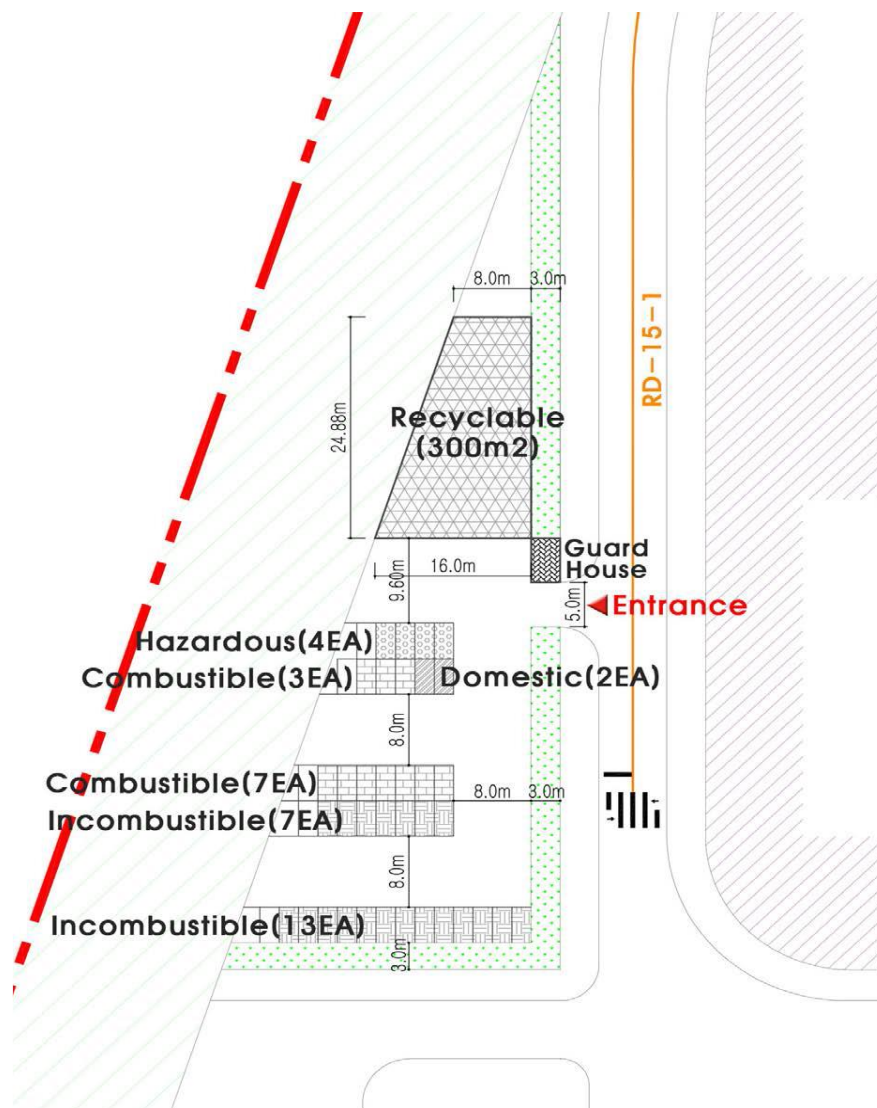 8.0m 3.0m
RD-15-1
24.88m
Recyclable
(300m2)
Guard
House
16.0m
9.60m
5.0m
Entrance
Hazardous(4EA)
Combustible(3EA)
Domestic(2EA)
8.0m
Combustible(7EA)
8.0m 3.0m
Incombustible(7EA)
8.0m
Incombustible(13EA)
3.0m